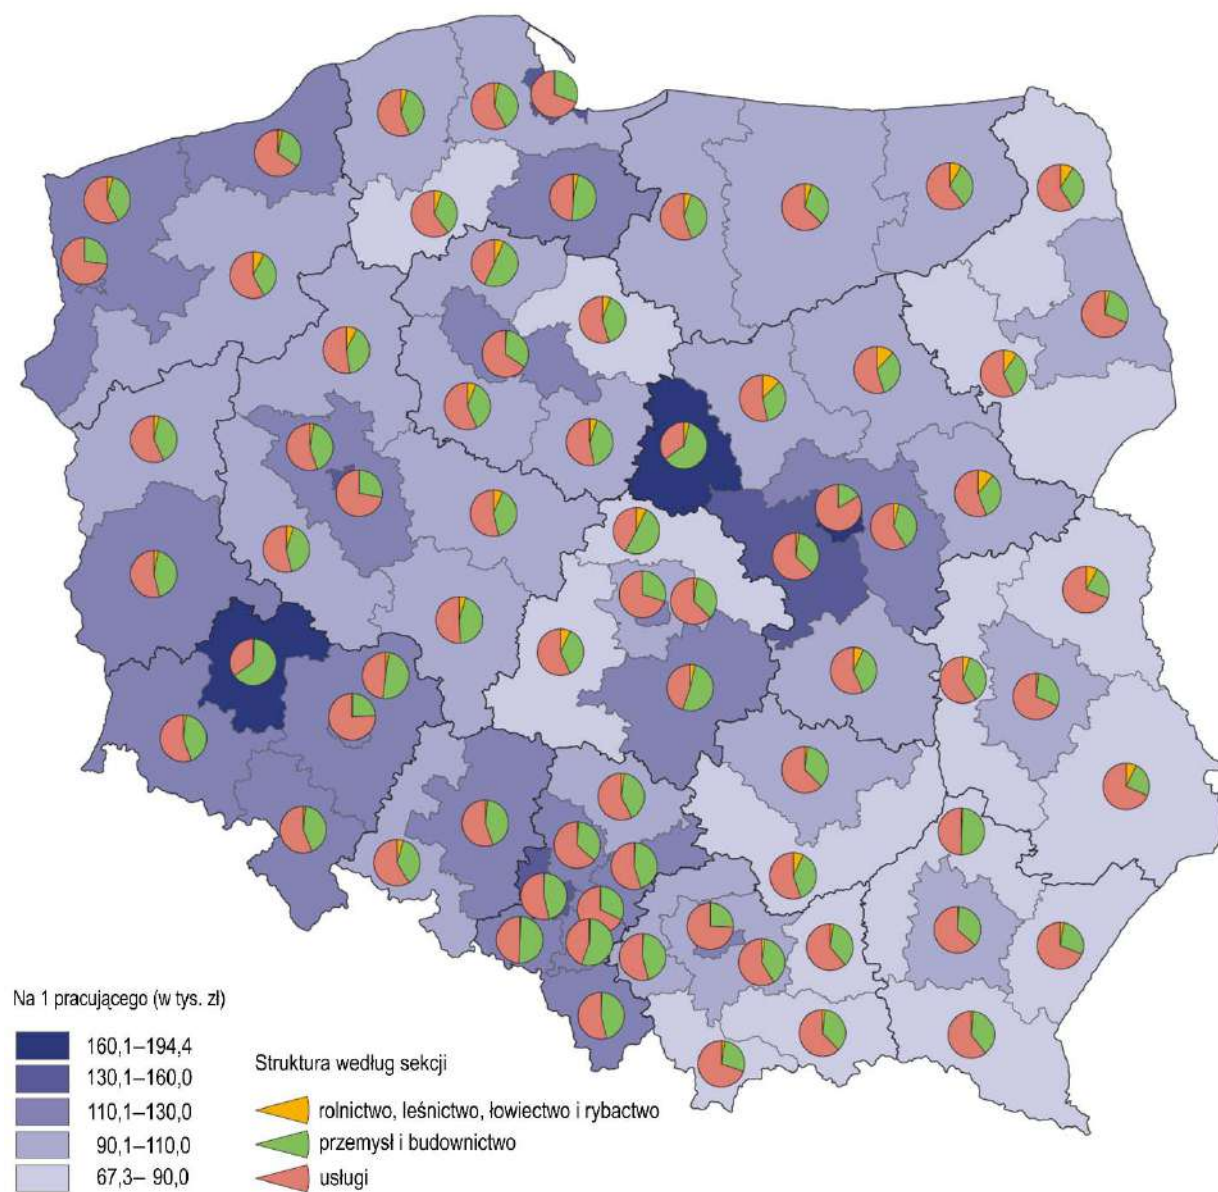 Na 1 pracującego (w tys. zł)
160,1–194,4
130,1–160,0
110,1–130,0
90,1–110,0
67,3– 90,0
Struktura według sekcji
rolnictwo, leśnictwo, łowiectwo i rybactwo
przemysł i budownictwo
usługi